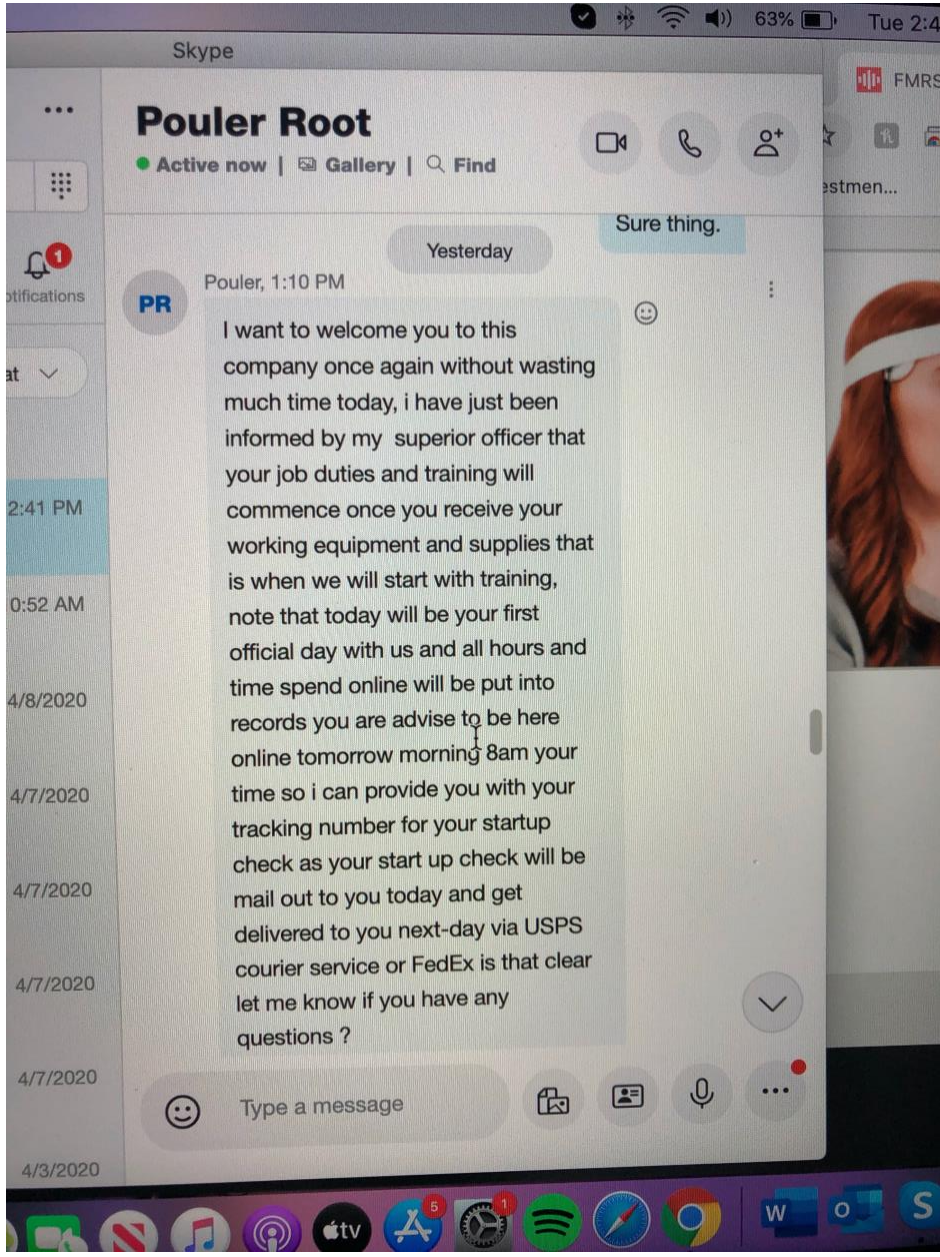 63% Tue 2:4
Skype
FMRS
Pouler Root
Active now | Gallery | Find
estmen...
Sure thing.
Yesterday
1
otifications
Pouler, 1:10 PM
PR
I want to welcome you to this
company once again without wasting
much time today, i have just been
informed by my superior officer that
your job duties and training will
commence once you receive your
working equipment and supplies that
is when we will start with training,
note that today will be your first
official day with us and all hours and
time spend online will be put into
records you are advise to be here
online tomorrow morning 8am your
time so i can provide you with your
tracking number for your startup
check as your start up check will be
mail out to you today and get
delivered to you next-day via USPS
courier service or FedEx is that clear
let me know if you have any
questions ?
at
2:41 PM
0:52 AM
4/8/2020
4/7/2020
4/7/2020
4/7/2020
4/7/2020
4/3/2020
Type a message
tv
5
1
W
O
S